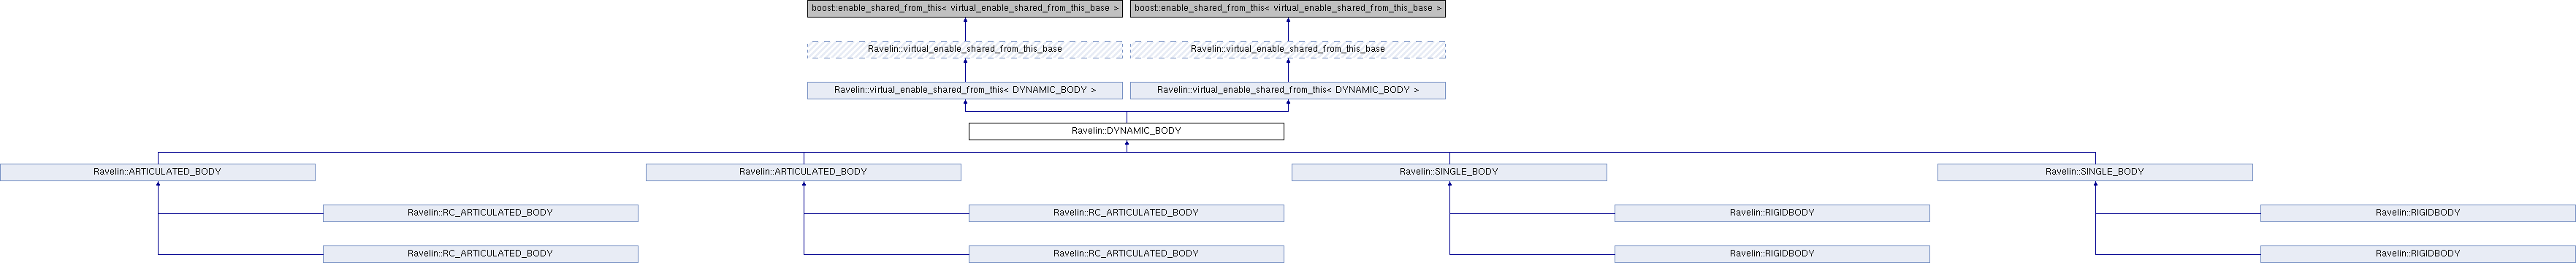 boost::enable_shared_from_this< virtual_enable_shared_from_this_base >
boost::enable_shared_from_this< virtual_enable_shared_from_this_base >
Ravelin::virtual_enable_shared_from_this_base
Ravelin::virtual_enable_shared_from_this_base
Ravelin::virtual_enable_shared_from_this< DYNAMIC_BODY >
Ravelin::virtual_enable_shared_from_this< DYNAMIC_BODY >
Ravelin::DYNAMIC_BODY
Ravelin::ARTICULATED_BODY
Ravelin::ARTICULATED_BODY
Ravelin::SINGLE_BODY
Ravelin::SINGLE_BODY
Ravelin::RC_ARTICULATED_BODY
Ravelin::RC_ARTICULATED_BODY
Ravelin::RIGIDBODY
Ravelin::RIGIDBODY
Ravelin::RC_ARTICULATED_BODY
Ravelin::RC_ARTICULATED_BODY
Ravelin::RIGIDBODY
Ravelin::RIGIDBODY